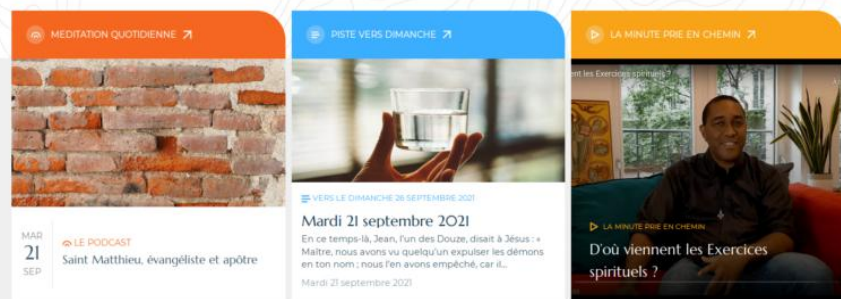 MEDITATION QUOTIDIENNE
MAR
21
SEP
LE PODCAST
Saint Matthieu, évangéliste et apôtre
PISTE VERS DIMANCHE
VERS LE DIMANCHE 26 SEPTEMBRE 2021
Mardi 21 septembre 2021
En ce temps-là, Jean, l'un des Douze, disait à Jésus : «
Maître, nous avons vu quelqu'un expulser les démons
en ton nom ; nous l'en avons empêché, car il...
Mardi 21 septembre 2021
LA MINUTE PRIE EN CHEMIN
nt les Exercices spirituels ?
LA MINUTE PRIE EN CHEMIN
D'où viennent les Exercices
spirituels ?